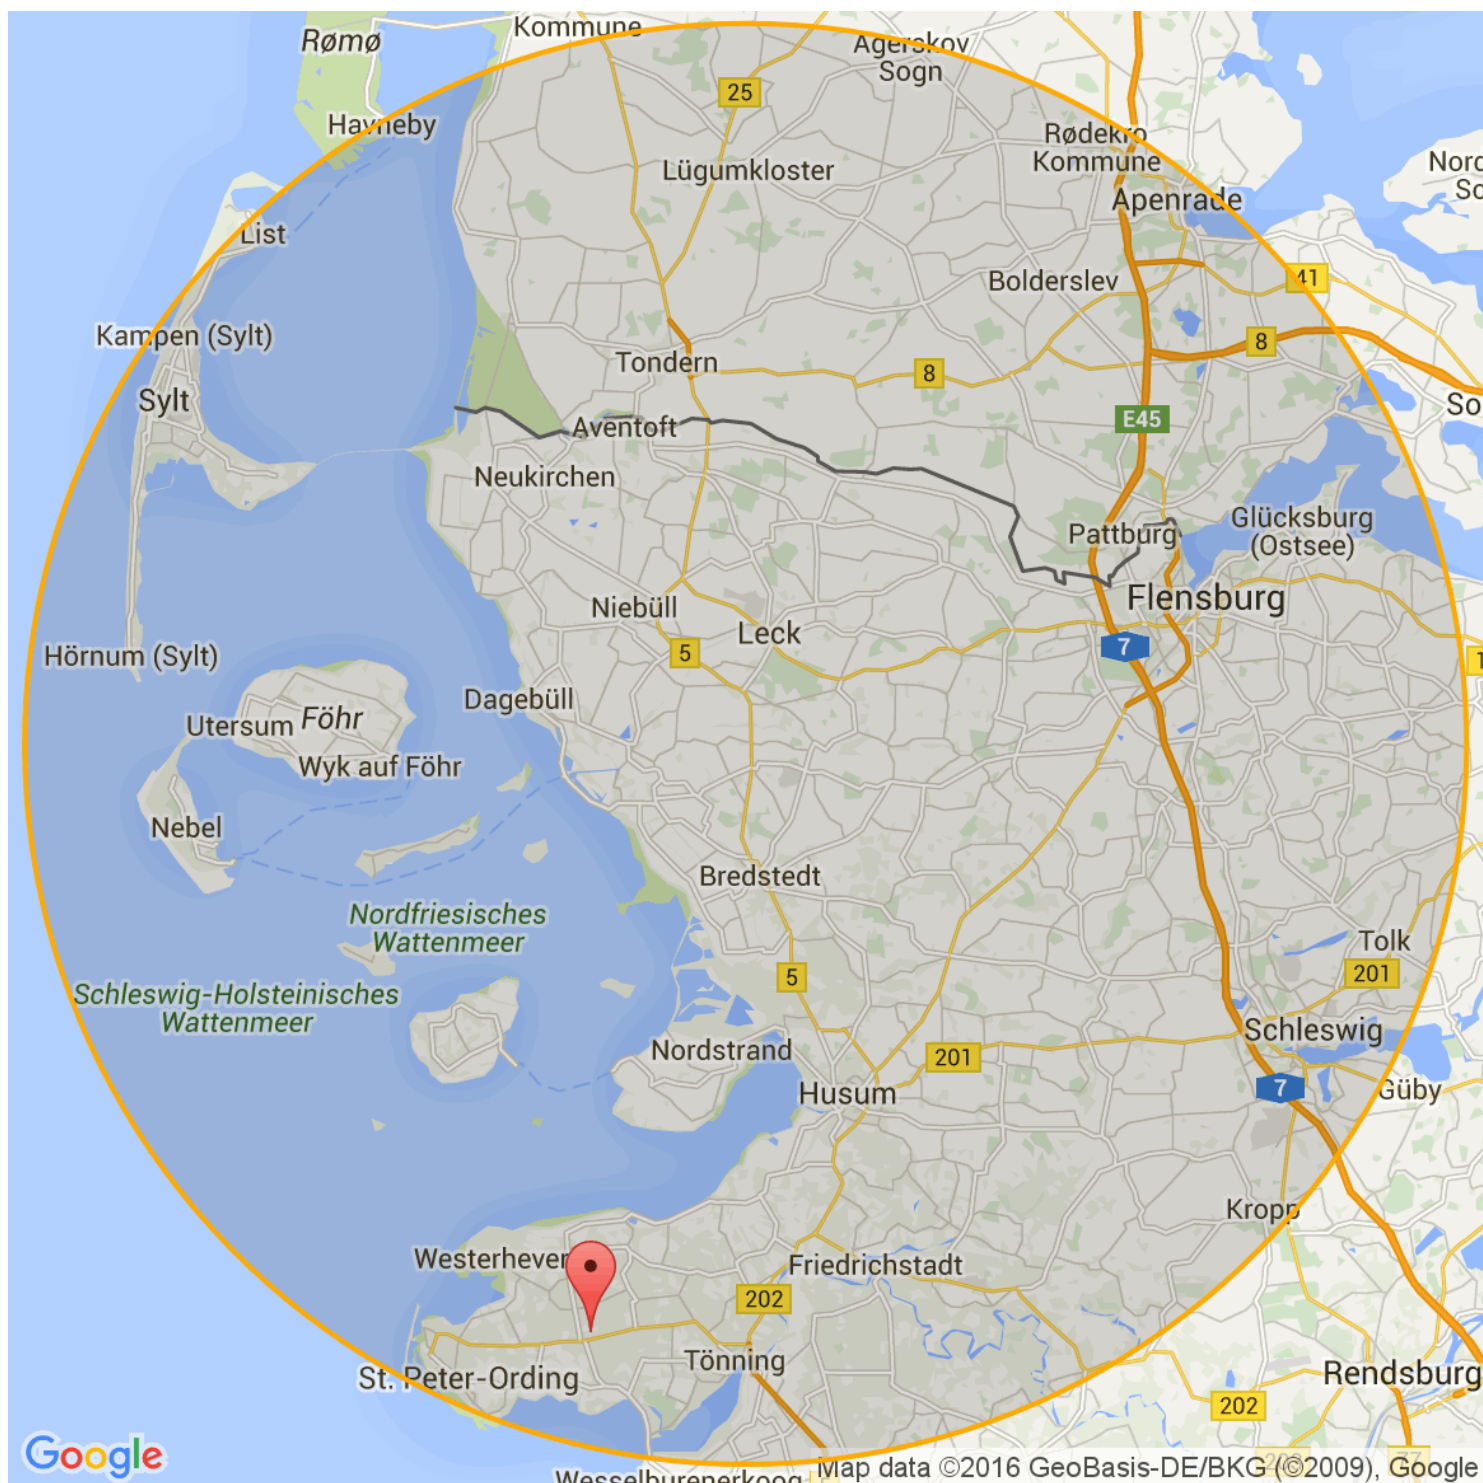 Kommune
Rømø
Agerskov
Sogn
25
Havneby
Rødekro
Kommune
Lügumkloster
Apenrade
List
Bolderslev
41
Kampen (Sylt)
8
Tondern
8
Sylt
E45
Aventoft
Neukirchen
Glücksburg
(Ostsee)
Pattburg
Flensburg
Niebüll
Leck
7
5
Hörnum (Sylt)
Dagebüll
Utersum
Föhr
Wyk auf Föhr
Nebel
Bredstedt
Nordfriesisches
Wattenmeer
Tolk
201
5
Schleswig-Holsteinisches
Wattenmeer
Schleswig
Nordstrand
201
Husum
7
Güby
Kropp
Westerhever
Friedrichstadt
202
Tönning
St. Peter-Ording
Rendsburg
202
Google
Wesselburenerkoog
Map data ©2016 GeoBasis-DE/BKG (©2009), Google